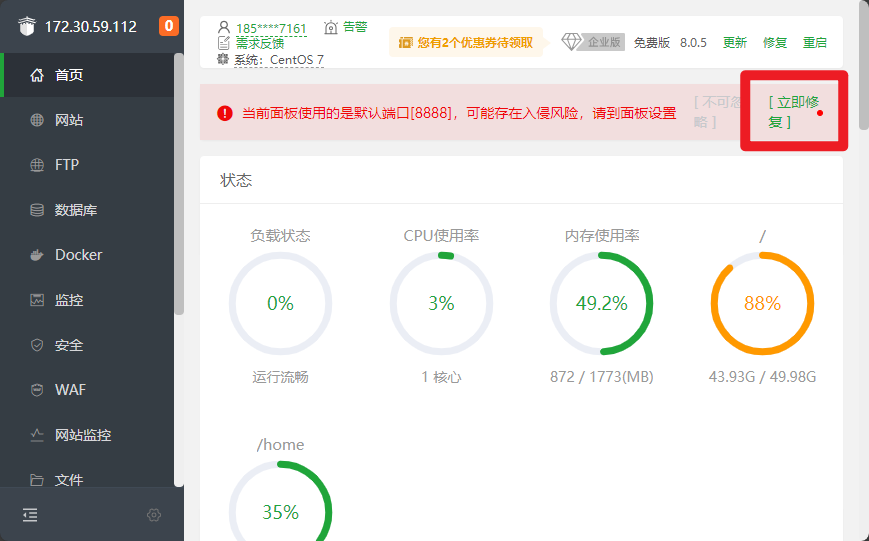 172.30.59.112
0
首页
网站
FTP
数据库
Docker
监控
安全
WAF
网站监控
文件
185****7161 告警
需求反馈
系统：CentOS 7
您有2个优惠券待领取
企业版 免费版 8.0.5 更新 修复 重启
当前面板使用的是默认端口[8888]，可能存在入侵风险，请到面板设置
[ 不可忽
略 ]
[ 立即修
复 ]
状态
负载状态 CPU使用率 内存使用率 /
0% 3% 49.2% 88%
运行流畅 1 核心 872 / 1773(MB) 43.93G / 49.98G
/home
35%